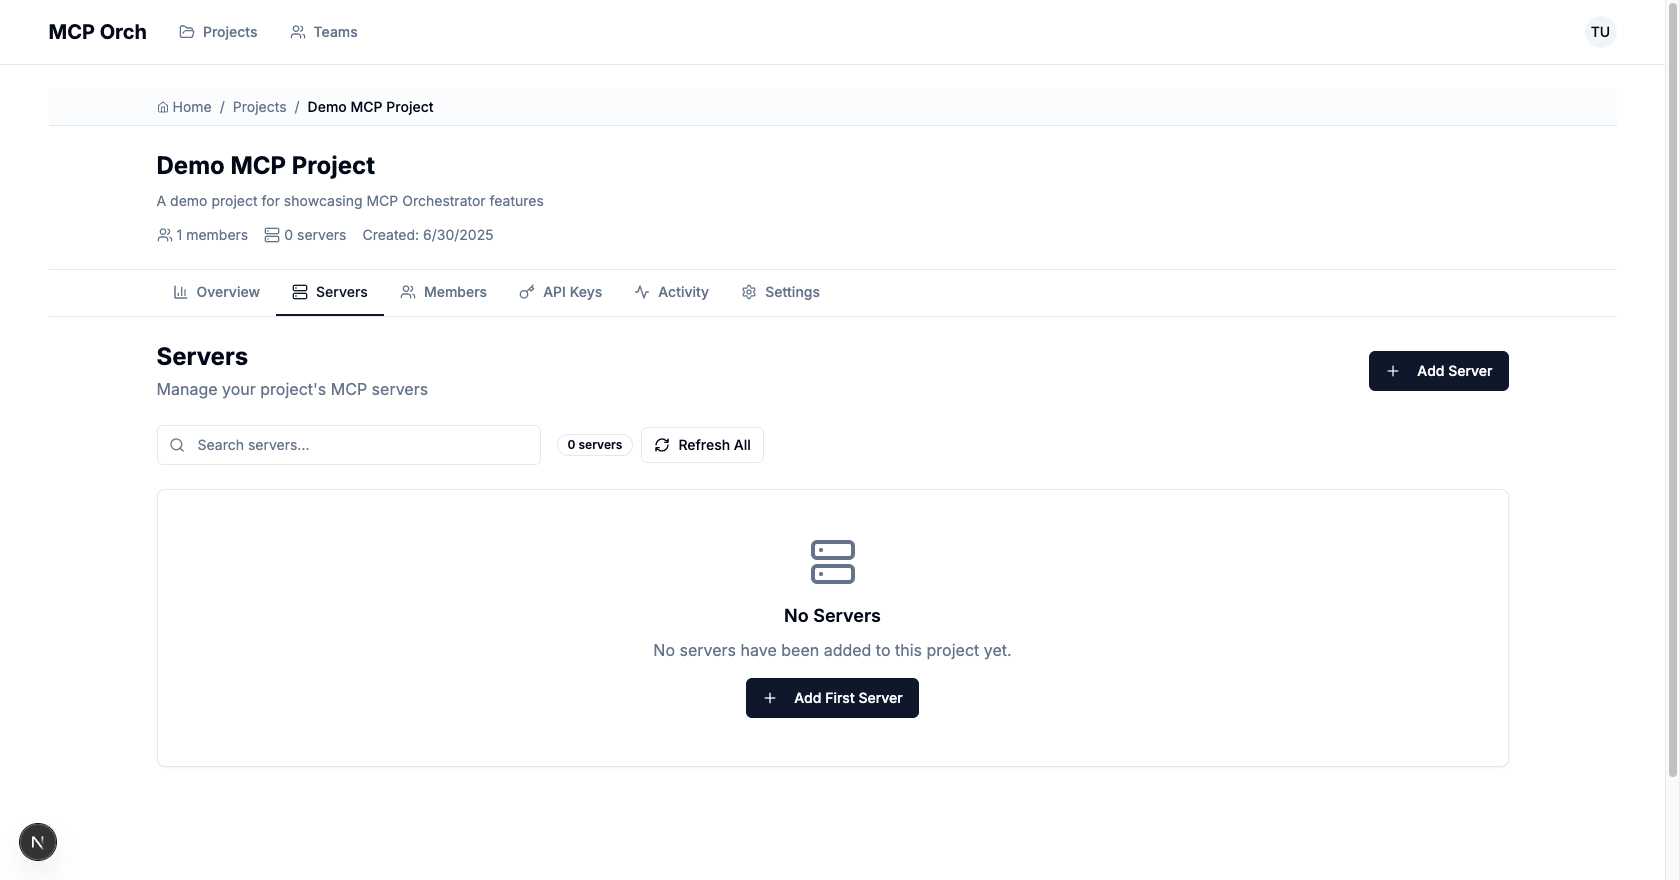 MCP Orch Projects Teams TU
Home / Projects / Demo MCP Project
Demo MCP Project
A demo project for showcasing MCP Orchestrator features
1 members 0 servers Created: 6/30/2025
Overview Servers Members API Keys Activity Settings
Servers
Manage your project's MCP servers
Add Server
Search servers... 0 servers Refresh All
No Servers
No servers have been added to this project yet.
Add First Server
N